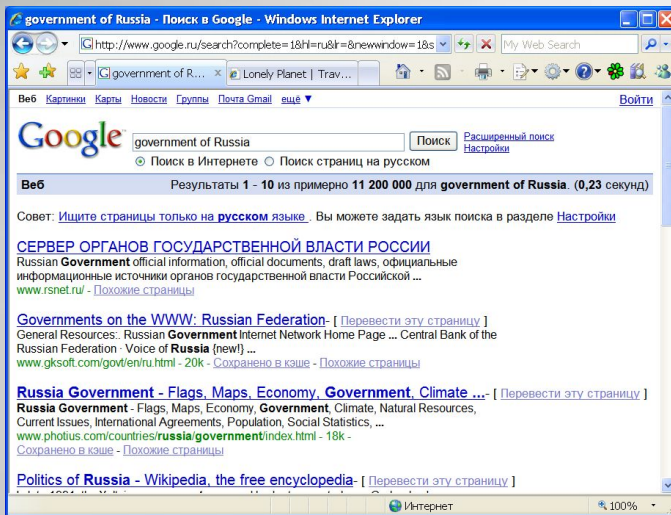 government of Russia - Поиск в Google - Windows Internet Explorer
http://www.google.ru/search?complete=1&hl=ru&lr=&newwindow=1&s
My Web Search
government of R...
Lonely Planet | Trav...
Веб Картинки Карты Новости Группы Почта Gmail ещё ▼
Войти
Google
government of Russia
Поиск
Расширенный поиск
Настройки
Поиск в Интернете Поиск страниц на русском
Веб
Результаты 1 - 10 из примерно 11 200 000 для government of Russia. (0,23 секунд)
Совет: Ищите страницы только на русском языке . Вы можете задать язык поиска в разделе Настройки
СЕРВЕР ОРГАНОВ ГОСУДАРСТВЕННОЙ ВЛАСТИ РОССИИ
Russian Government official information, official documents, draft laws, официальные
информационные источники органов государственной власти Российской ...
www.rsnet.ru/ - Похожие страницы
Governments on the WWW: Russian Federation- [ Перевести эту страницу ]
General Resources:. Russian Government Internet Network Home Page ... Central Bank of the
Russian Federation · Voice of Russia {new!} ...
www.gksoft.com/govt/en/ru.html - 20k - Сохранено в кэше - Похожие страницы
Russia Government - Flags, Maps, Economy, Government, Climate ...- [ Перевести эту страницу ]
Russia Government - Flags, Maps, Economy, Government, Climate, Natural Resources,
Current Issues, International Agreements, Population, Social Statistics, ...
www.photius.com/countries/russia/government/index.html - 18k -
Сохранено в кэше - Похожие страницы
Politics of Russia - Wikipedia, the free encyclopedia- [ Перевести эту страницу ]
Интернет
100%